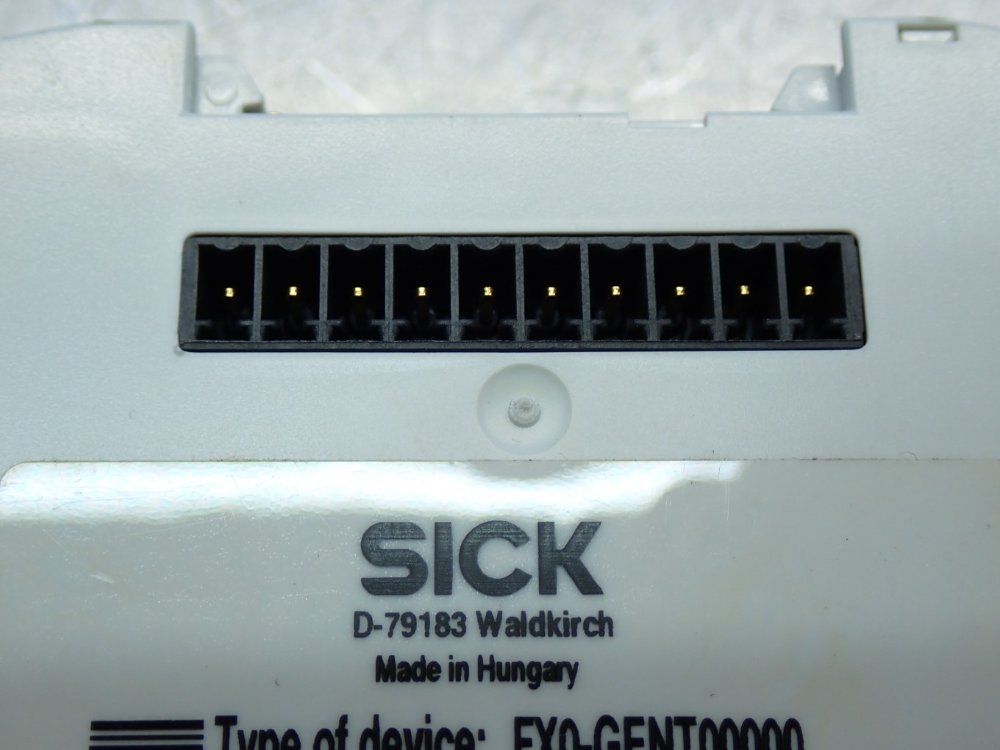 SICK
D-79183 Waldkirch
Made in Hungary
Type of device: FX0-GENT00000